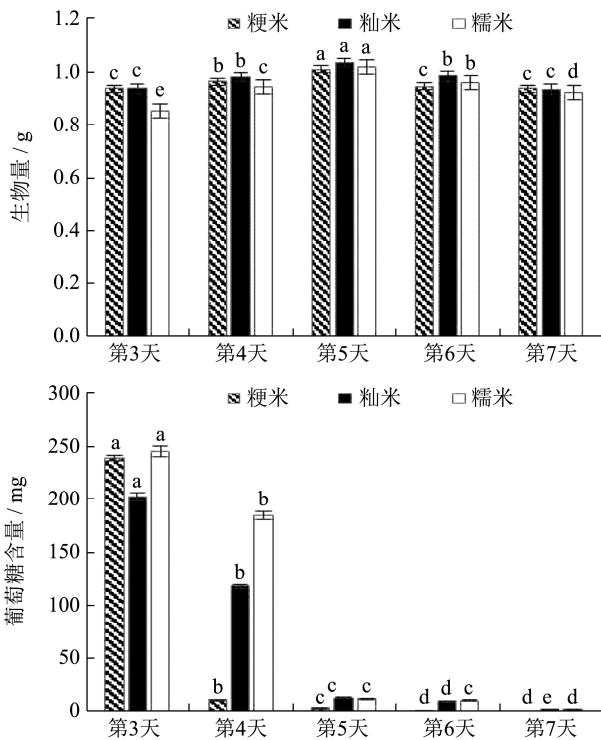 粳米 籼米 糯米
生物量 / g
1.2
1.0
0.8
0.6
0.4
0.2
0.0
c c e b b c a a a c b b c c d
第3天 第4天 第5天 第6天 第7天
粳米 籼米 糯米
葡萄糖含量 / mg
300
250
200
150
100
50
0
a a a b b b c c c d d c d e d
第3天 第4天 第5天 第6天 第7天